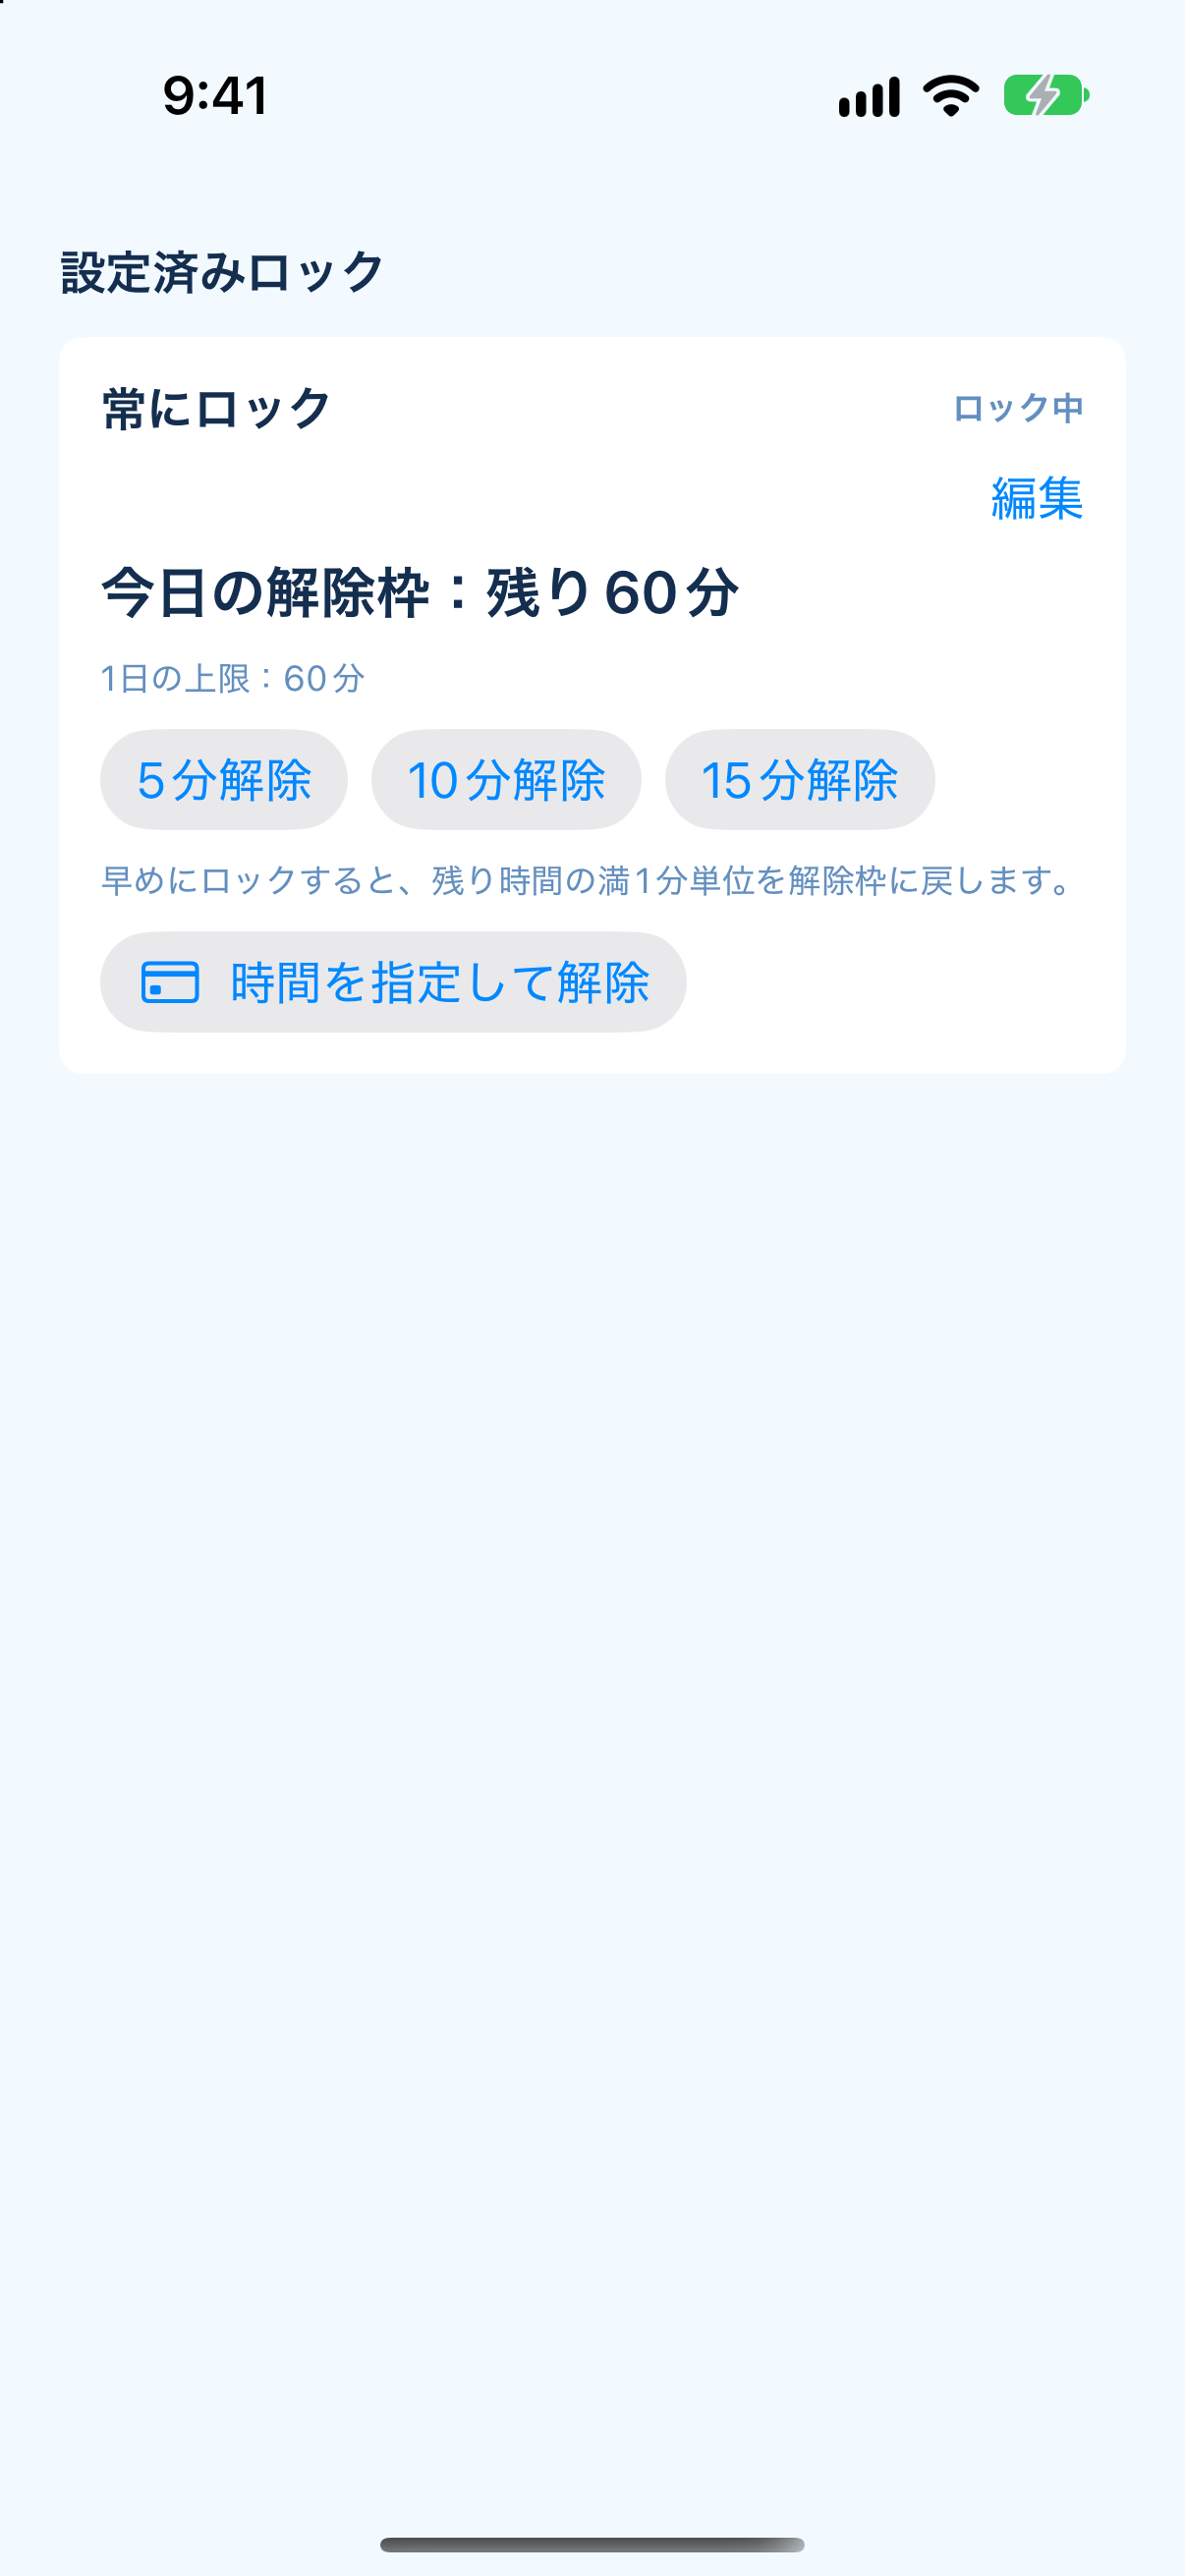 9:41
設定済みロック
常にロック
ロック中
編集
今日の解除枠：残り60分
1日の上限：60分
5分解除
10分解除
15分解除
早めにロックすると、残り時間の満1分単位を解除枠に戻します。
時間を指定して解除